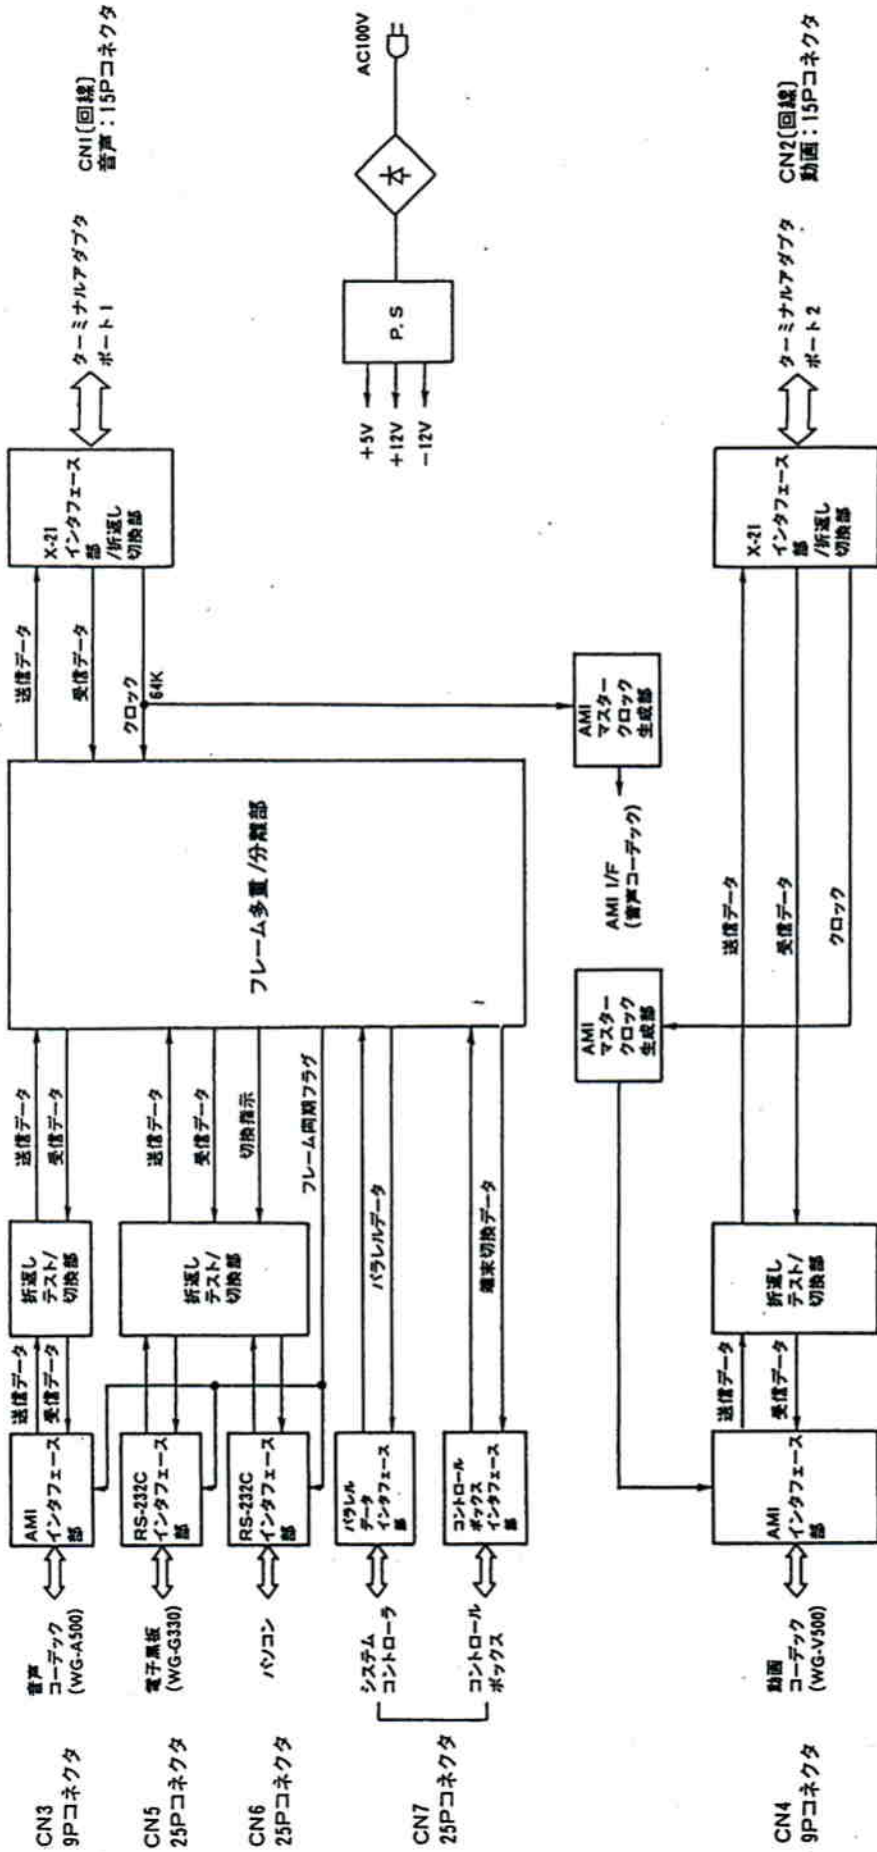 CN3
9Pコネクタ
音声
コーデック
(WG-A500)
AMI
インタフェース
部
送信データ
受信データ
折返し
テスト/
切換部
送信データ
受信データ
CN5
25Pコネクタ
電子黒板
(WG-G330)
RS-232C
インタフェース
部
折返し
テスト/
切換部
送信データ
受信データ
切換指示
CN6
25Pコネクタ
パソコン
RS-232C
インタフェース
部
フレーム同期フラグ
CN7
25Pコネクタ
システム
コントローラ
パラレル
データ
インタフェース
部
パラレルデータ
コントロール
ボックス
コントロール
ボックス
インタフェース
部
端末切換データ
フレーム多重/分離部
送信データ
受信データ
クロック
64K
X-21
インタフェース
部
/折返し
切換部
ターミナルアダプタ
ポート1
CN1[回線]
音声:15Pコネクタ
AC100V
P.S
+5V
+12V
-12V
AMI
マスター
クロック
生成部
AMI I/F
(音声コーデック)
AMI
マスター
クロック
生成部
CN4
9Pコネクタ
動画
コーデック
(WG-V500)
AMI
インタフェース
部
送信データ
受信データ
折返し
テスト/
切換部
送信データ
受信データ
クロック
X-21
インタフェース
部
/折返し
切換部
ターミナルアダプタ
ポート2
CN2[回線]
動画:15Pコネクタ